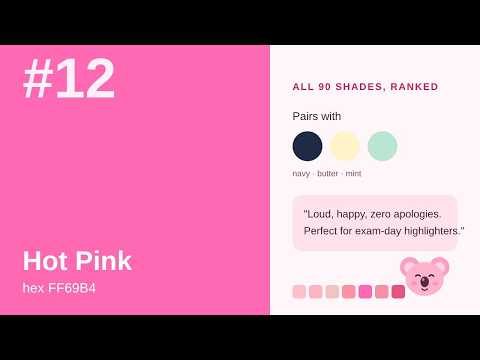 #12
Hot Pink
hex FF69B4
ALL 90 SHADES, RANKED
Pairs with
navy · butter · mint
"Loud, happy, zero apologies.
Perfect for exam-day highlighters."